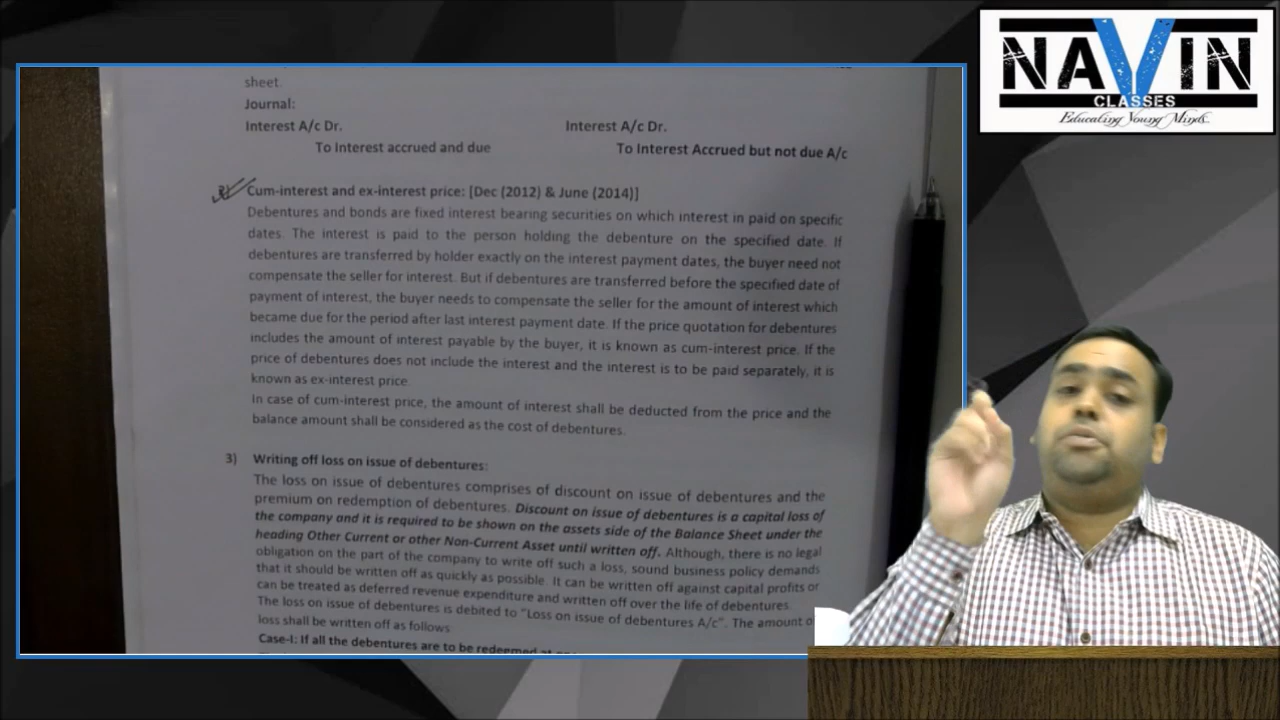 NAVIN
CLASSES
Educating Young Minds
sheet.
Journal:
Interest A/c Dr. Interest A/c Dr.
To Interest accrued and due To Interest Accrued but not due A/c
Cum-interest and ex-interest price: [Dec (2012) & June (2014)]
Debentures and bonds are fixed interest bearing securities on which interest in paid on specific
dates. The interest is paid to the person holding the debenture on the specified date. If
debentures are transferred by holder exactly on the interest payment dates, the buyer need not
compensate the seller for interest. But if debentures are transferred before the specified date of
payment of interest, the buyer needs to compensate the seller for the amount of interest which
became due for the period after last interest payment date. If the price quotation for debentures
includes the amount of interest payable by the buyer, it is known as cum-interest price. If the
price of debentures does not include the interest and the interest is to be paid separately, it is
known as ex-interest price.
In case of cum-interest price, the amount of interest shall be deducted from the price and the
balance amount shall be considered as the cost of debentures.
3) Writing off loss on issue of debentures:
The loss on issue of debentures comprises of discount on issue of debentures and the
premium on redemption of debentures. Discount on issue of debentures is a capital loss of
the company and it is required to be shown on the assets side of the Balance Sheet under the
heading Other Current or other Non-Current Asset until written off. Although, there is no legal
obligation on the part of the company to write off such a loss, sound business policy demands
that it should be written off as quickly as possible. It can be written off against capital profits or
can be treated as deferred revenue expenditure and written off over the life of debentures.
The loss on issue of debentures is debited to "Loss on issue of debentures A/c". The amount of
loss shall be written off as follows
Case-I: If all the debentures are to be redeemed at